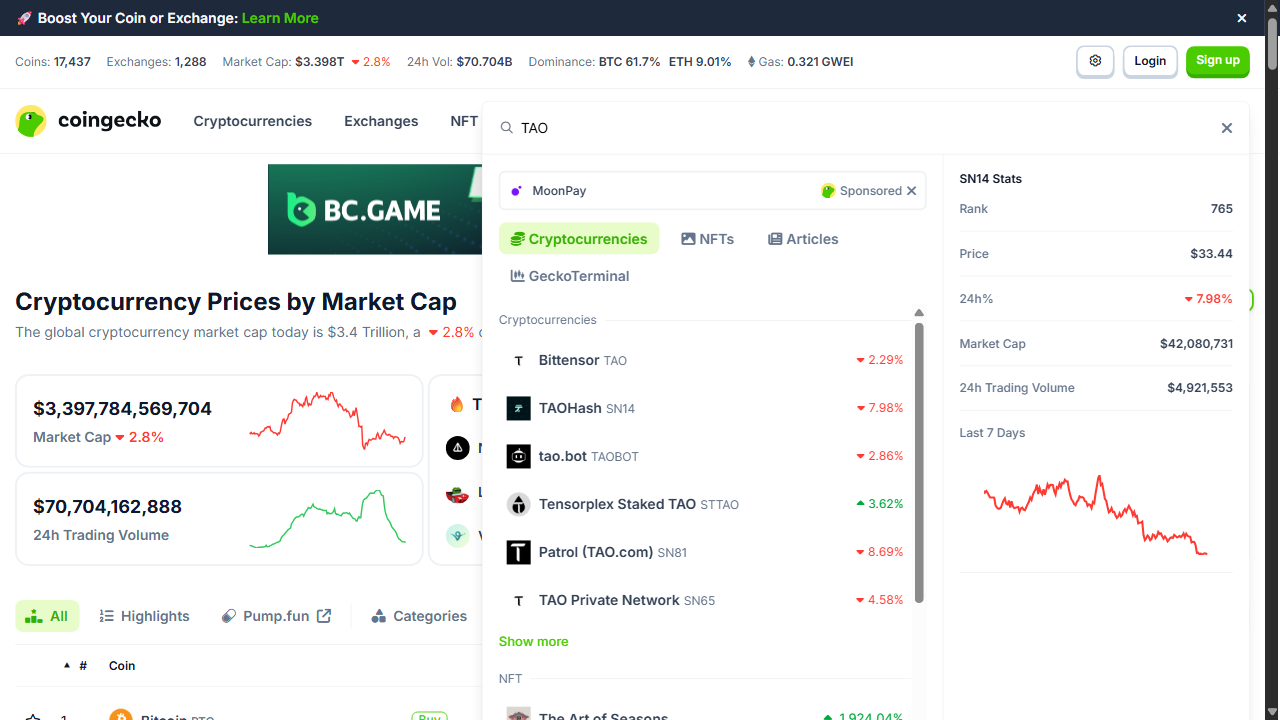 🚀 Boost Your Coin or Exchange: Learn More
Coins: 17,437 Exchanges: 1,288 Market Cap: $3.398T 2.8% 24h Vol: $70.704B Dominance: BTC 61.7% ETH 9.01% Gas: 0.321 GWEI
Login
Sign up
coingecko
Cryptocurrencies
Exchanges
NFT
TAO
BC.GAME
Cryptocurrency Prices by Market Cap
The global cryptocurrency market cap today is $3.4 Trillion, a 2.8%
$3,397,784,569,704
Market Cap 2.8%
$70,704,162,888
24h Trading Volume
All
Highlights
Pump.fun
Categories
# Coin
1 Bitcoin BTC Buy
MoonPay
Sponsored
Cryptocurrencies
NFTs
Articles
GeckoTerminal
Cryptocurrencies
Bittensor TAO 2.29%
TAOHash SN14 7.98%
tao.bot TAOBOT 2.86%
Tensorplex Staked TAO STTAO 3.62%
Patrol (TAO.com) SN81 8.69%
TAO Private Network SN65 4.58%
Show more
NFT
The Art of Seasons 1,924.04%
SN14 Stats
Rank 765
Price $33.44
24h% 7.98%
Market Cap $42,080,731
24h Trading Volume $4,921,553
Last 7 Days